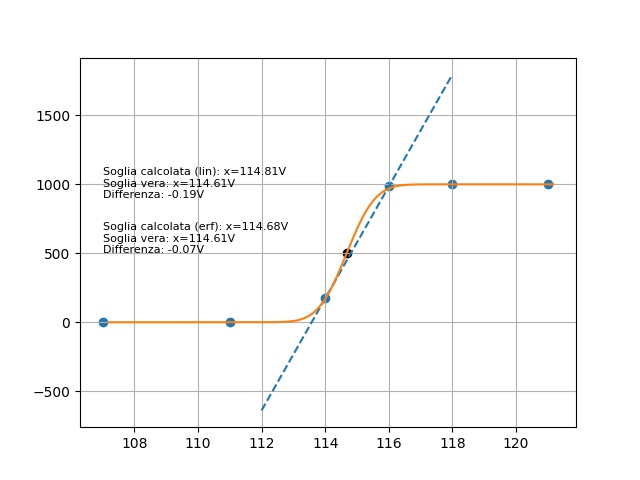 1500
1000
500
0
−500
Soglia calcolata (lin): x=114.81V
Soglia vera: x=114.61V
Differenza: -0.19V
Soglia calcolata (erf): x=114.68V
Soglia vera: x=114.61V
Differenza: -0.07V
108 110 112 114 116 118 120